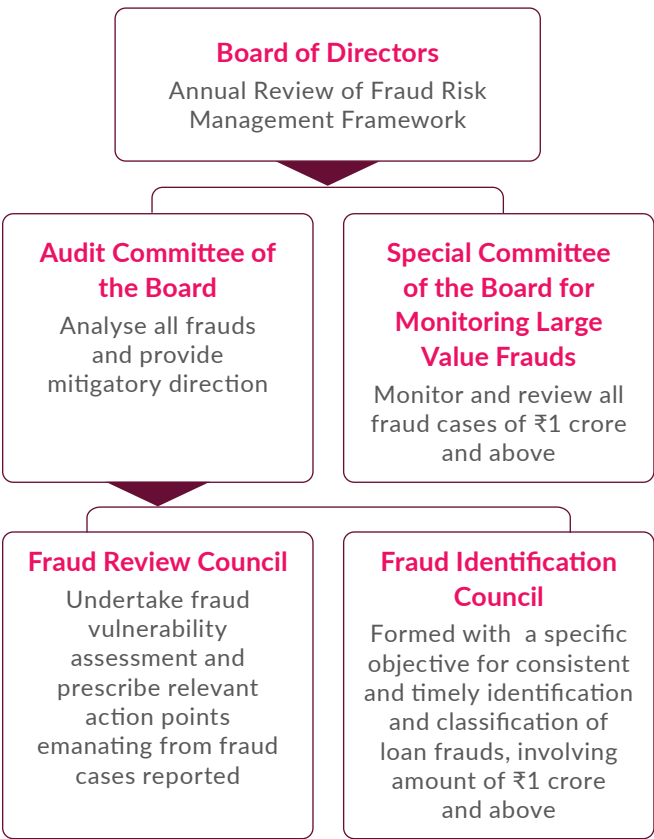 Board of Directors
Annual Review of Fraud Risk
Management Framework
Audit Committee of
the Board
Analyse all frauds
and provide
mitigatory direction
Special Committee
of the Board for
Monitoring Large
Value Frauds
Monitor and review all
fraud cases of ₹1 crore
and above
Fraud Review Council
Undertake fraud
vulnerability
assessment and
prescribe relevant
action points
emanating from fraud
cases reported
Fraud Identification
Council
Formed with a specific
objective for consistent
and timely identification
and classification of
loan frauds, involving
amount of ₹1 crore
and above